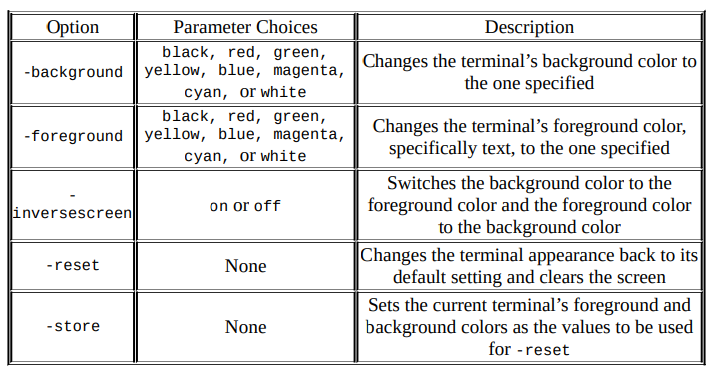 Option Parameter Choices Description
-background
black, red, green,
yellow, blue, magenta,
cyan, or white
Changes the terminal’s background color to
the one specified
-foreground
black, red, green,
yellow, blue, magenta,
cyan, or white
Changes the terminal’s foreground color,
specifically text, to the one specified
-
inversescreen
on or off
Switches the background color to the
foreground color and the foreground color
to the background color
-reset
None
Changes the terminal appearance back to its
default setting and clears the screen
-store
None
Sets the current terminal’s foreground and
background colors as the values to be used
for -reset